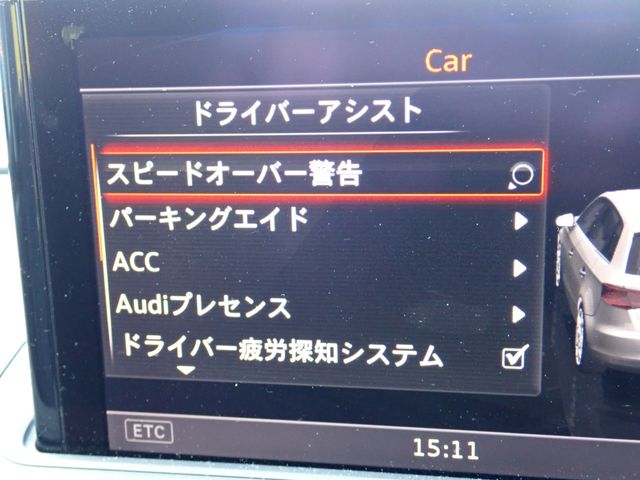 Car
ドライバーアシスト
スピードオーバー警告
パーキングエイド
ACC
Audiプレセンス
ドライバー疲労探知システム
ETC
15:11